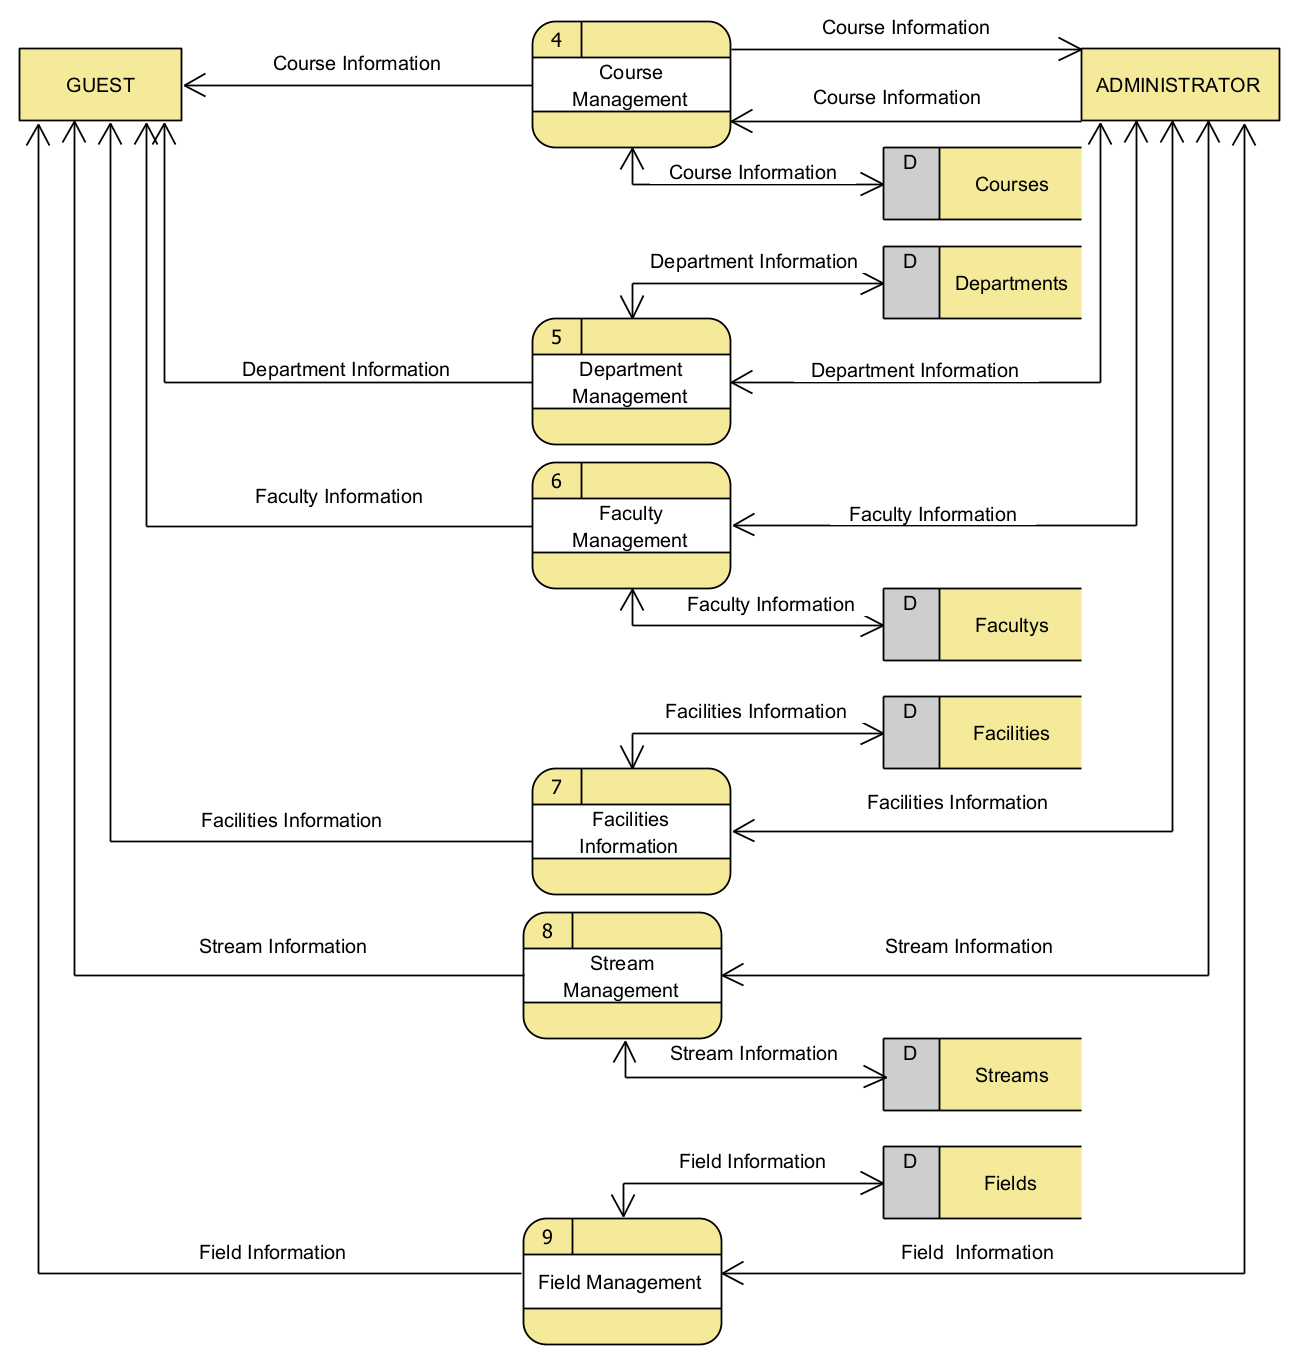 Course Information
4
Course Information
GUEST
Course
Management
ADMINISTRATOR
Course Information
Course Information
D
Courses
Department Information
D
Departments
5
Department Information
Department
Management
Department Information
6
Faculty Information
Faculty
Management
Faculty Information
Faculty Information
D
Facultys
Facilities Information
D
Facilities
7
Facilities Information
Facilities Information
Facilities
Information
8
Stream Information
Stream Information
Stream
Management
Stream Information
D
Streams
Field Information
D
Fields
9
Field Information
Field  Information
Field Management